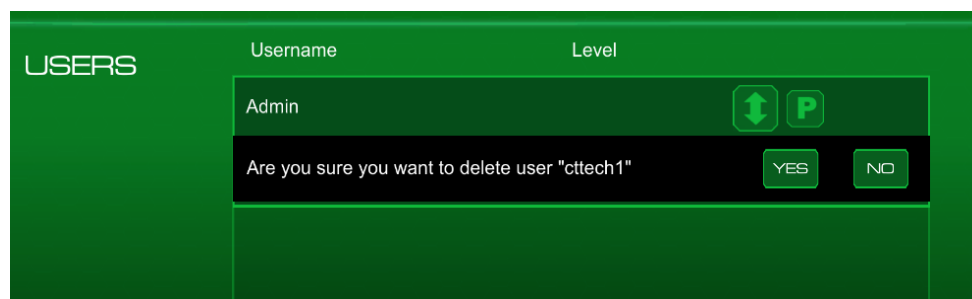 USERS
Username Level
Admin P
Are you sure you want to delete user "cttech1" YES NO